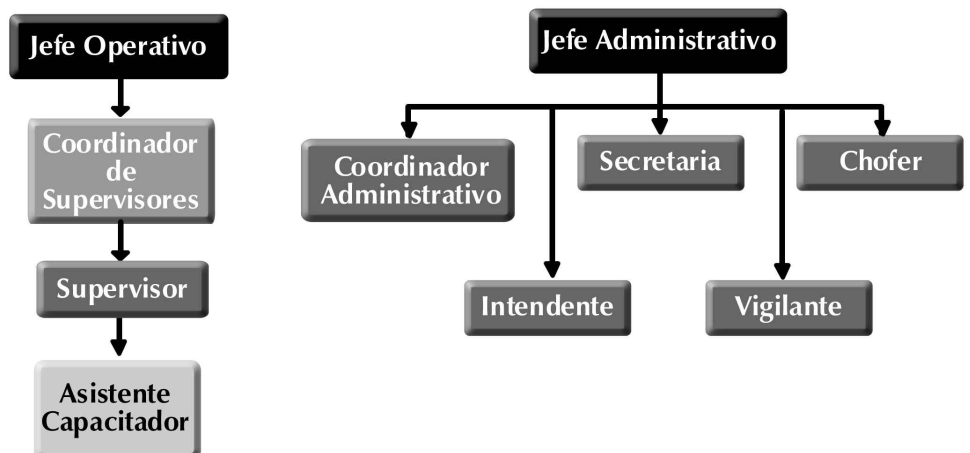 Jefe Operativo
Coordinador
de
Supervisores
Supervisor
Asistente
Capacitador
Jefe Administrativo
Coordinador
Administrativo
Secretaria
Chofer
Intendente
Vigilante